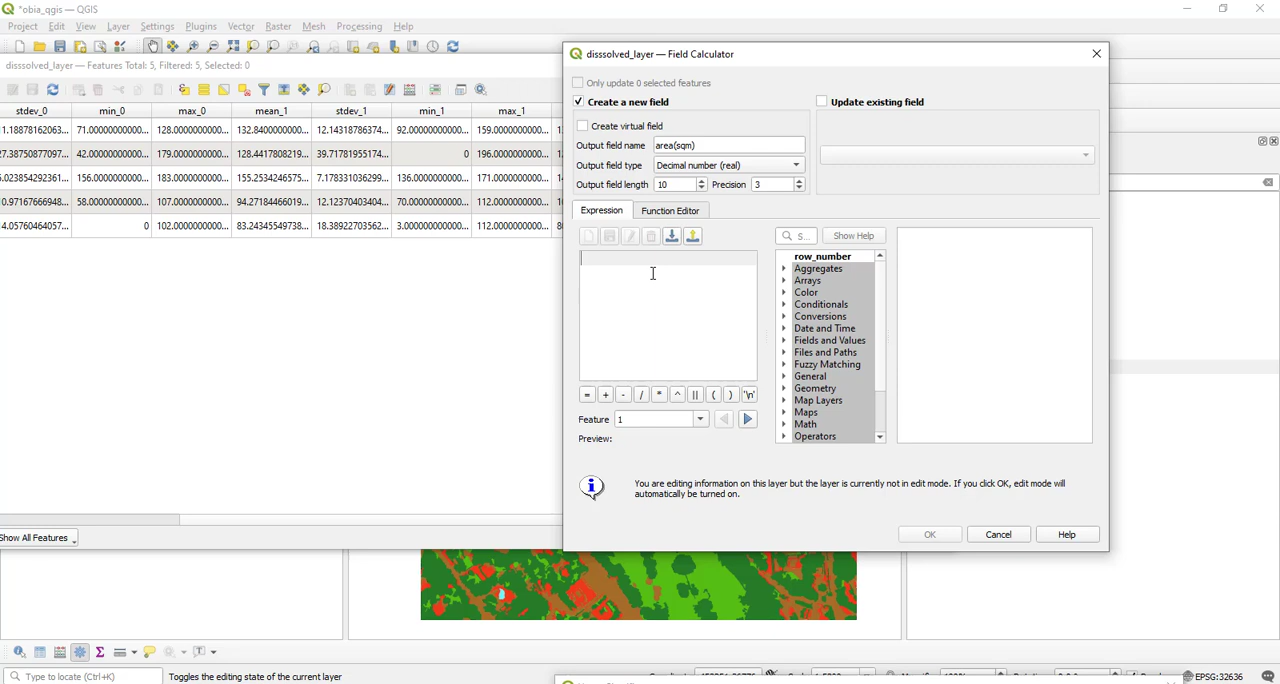 *obia_qgis — QGIS
Project Edit View Layer Settings Plugins Vector Raster Mesh Processing Help
disssolved_layer — Features Total: 5, Filtered: 5, Selected: 0
stdev_0 min_0 max_0 mean_1 stdev_1 min_1 max_1
1.18878162063... 71.00000000000... 128.0000000000... 132.8400000000... 12.14318786374... 92.00000000000... 159.0000000000...
27.38750877097... 42.00000000000... 179.0000000000... 128.4417808219... 39.71781955174... 0 196.0000000000...
5.023854292361... 156.0000000000... 183.0000000000... 155.2534246575... 7.178331036299... 136.0000000000... 171.0000000000...
10.97167666948... 58.00000000000... 107.0000000000... 94.27184466019... 12.12370403404... 70.00000000000... 112.0000000000...
4.05760464057... 0 102.0000000000... 83.24345549738... 18.38922703562... 3.000000000000... 112.0000000000...
Show All Features
disssolved_layer — Field Calculator
Only update 0 selected features
Create a new field
Update existing field
Create virtual field
Output field name area(sqm)
Output field type Decimal number (real)
Output field length 10 Precision 3
Expression Function Editor
S... Show Help
row_number
Aggregates
Arrays
Color
Conditionals
Conversions
Date and Time
Fields and Values
Files and Paths
Fuzzy Matching
General
Geometry
Map Layers
Maps
Math
Operators
= + - / * ^ || ( ) '\n'
Feature 1
Preview:
You are editing information on this layer but the layer is currently not in edit mode. If you click OK, edit mode will
automatically be turned on.
OK Cancel Help
Type to locate (Ctrl+K) Toggles the editing state of the current layer
EPSG:32636